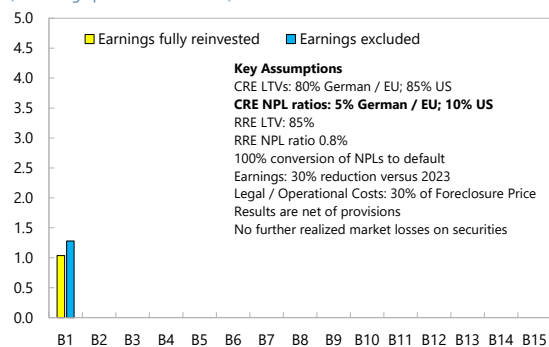 5.0
Earnings fully reinvested Earnings excluded
4.5
Key Assumptions
CRE LTVs: 80% German / EU; 85% US
4.0
CRE NPL ratios: 5% German / EU; 10% US
3.5
RRE LTV: 85%
RRE NPL ratio 0.8%
3.0
100% conversion of NPLs to default
2.5
Earnings: 30% reduction versus 2023
Legal / Operational Costs: 30% of Foreclosure Price
2.0
Results are net of provisions
1.5
No further realized market losses on securities
1.0
0.5
0.0
B1 B2 B3 B4 B5 B6 B7 B8 B9 B10 B11 B12 B13 B14 B15